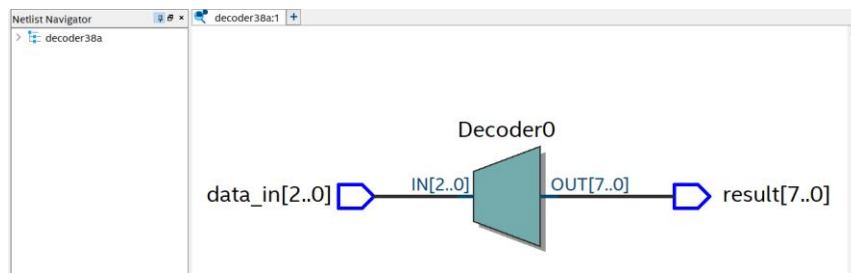 Netlist Navigator
decoder38a:1
decoder38a
Decoder0
data_in[2..0]
IN[2..0]
OUT[7..0]
result[7..0]